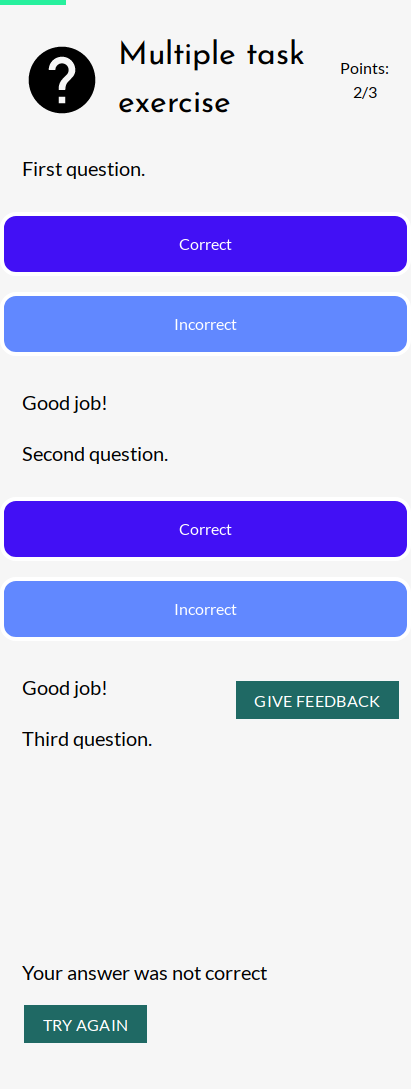 Multiple task
exercise
Points:
2/3
First question.
Correct
Incorrect
Good job!
Second question.
Correct
Incorrect
Good job!
GIVE FEEDBACK
Third question.
Your answer was not correct
TRY AGAIN